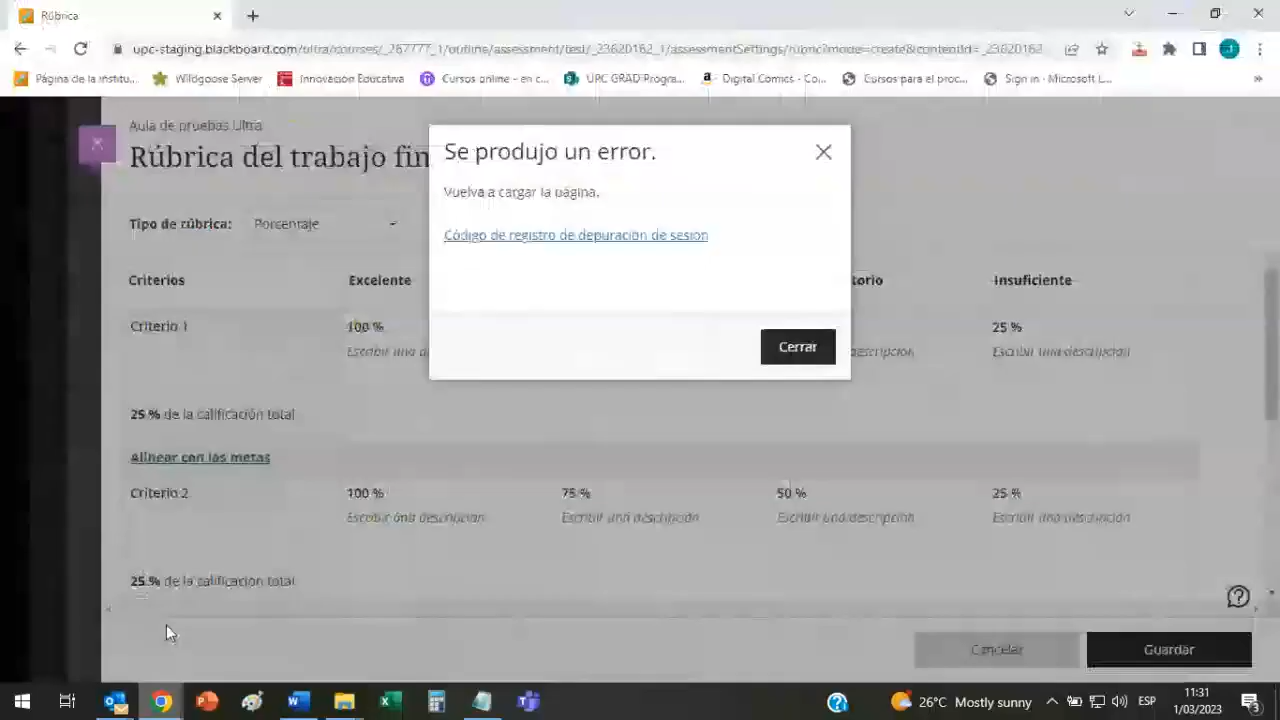 Rúbrica
upc-staging.blackboard.com/ultra/courses/_267777_1/outline/assessment/test/_23620162_1/assessmentSettings/rubric?mode=create&contentId=_23620162
Página de la institu...
Wildgoose Server
Innovación Educativa
Cursos online - en c...
UPC GRAD Progra...
Digital Comics - Co...
Cursos para el proc...
Sign in - Microsoft L...
»
Aula de pruebas Ultra
Rúbrica del trabajo fin
Se produjo un error.
Vuelva a cargar la página.
Código de registro de depuración de sesión
Cerrar
Tipo de rúbrica: Porcentaje
Criterios Excelente torio Insuficiente
Criterio 1 100 % 25 %
Escribir una d descripción Escribir una descripción
25 % de la calificación total
Alinear con las metas
Criterio 2 100 % 75 % 50 % 25 %
Escribir una descripción Escribir una descripción Escribir una descripción Escribir una descripción
25 % de la calificación total
Cancelar Guardar
26°C Mostly sunny ESP
11:31
1/03/2023
3